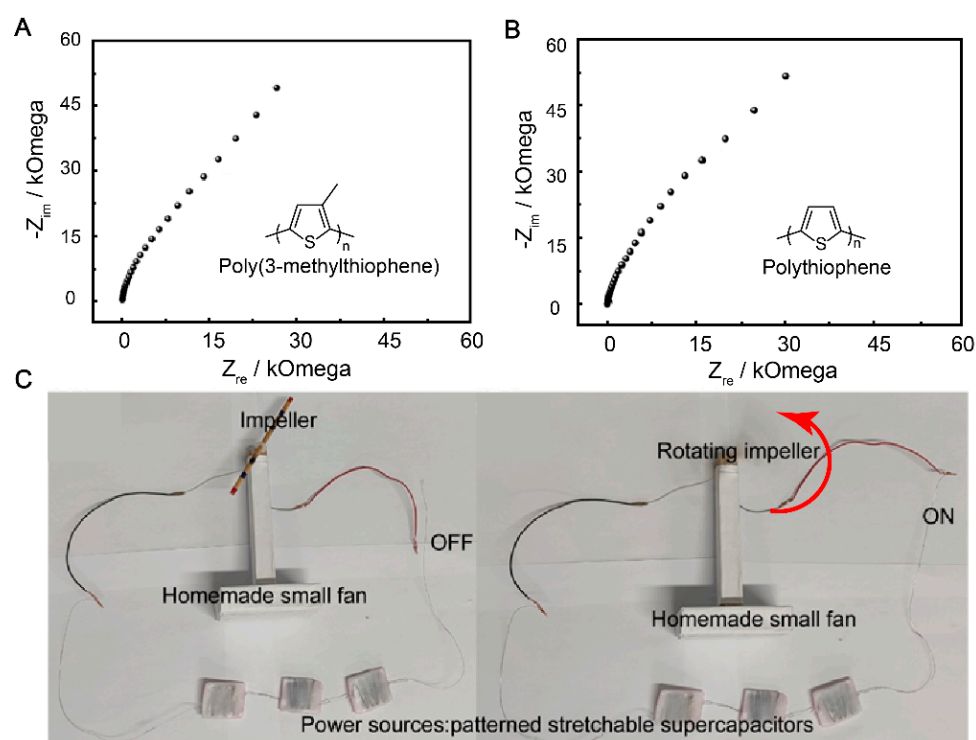 A
60
45
30
15
0
-Z_im / kOmega
S
n
Poly(3-methylthiophene)
0 15 30 45 60
Z_re / kOmega
B
60
45
30
15
0
-Z_im / kOmega
S
n
Polythiophene
0 15 30 45 60
Z_re / kOmega
C
Impeller
OFF
Homemade small fan
Rotating impeller
ON
Homemade small fan
Power sources:patterned stretchable supercapacitors